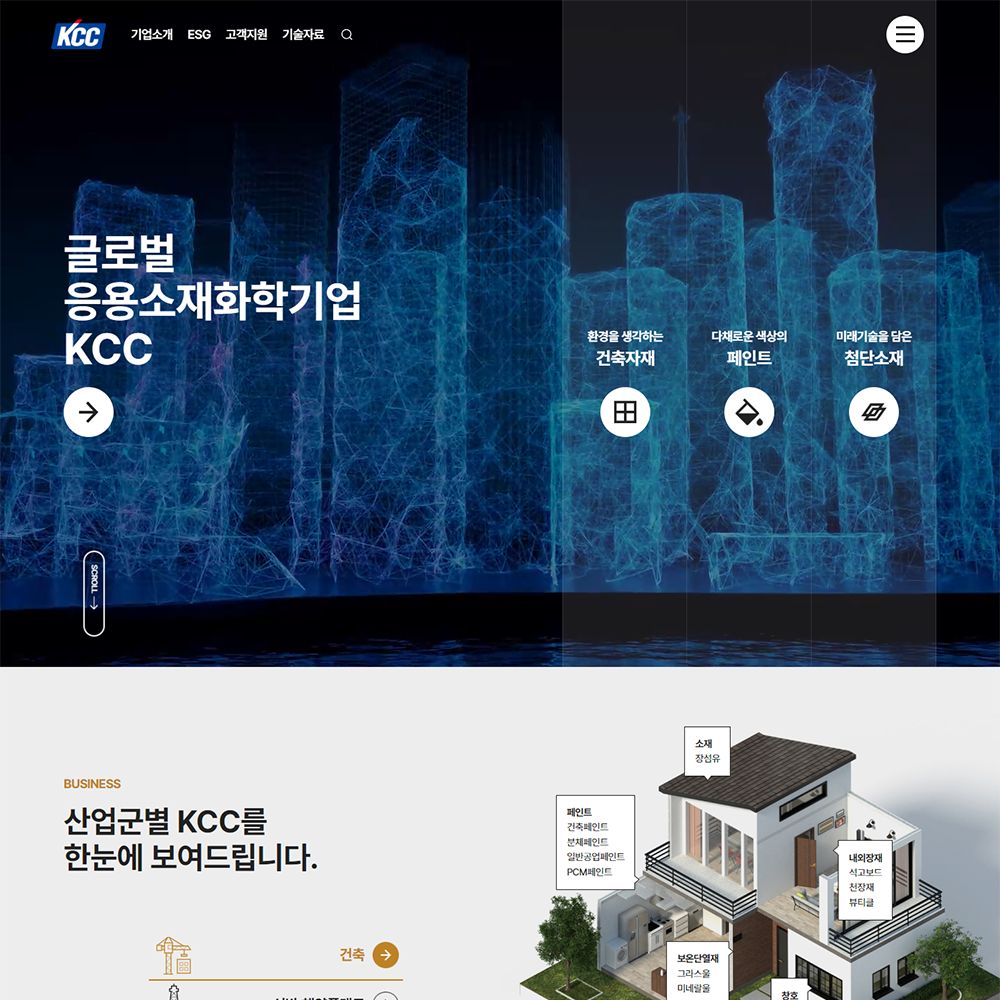 KCC
기업소개
ESG
고객지원
기술자료
글로벌
응용소재화학기업
KCC
환경을 생각하는
건축자재
다채로운 색상의
페인트
미래기술을 담은
첨단소재
SCROLL
BUSINESS
산업군별 KCC를
한눈에 보여드립니다.
건축
소재
장섬유
페인트
건축페인트
분체페인트
일반공업페인트
PCM페인트
내외장재
석고보드
천장재
뷰티클
보온단열재
그라스울
미네랄울
창호